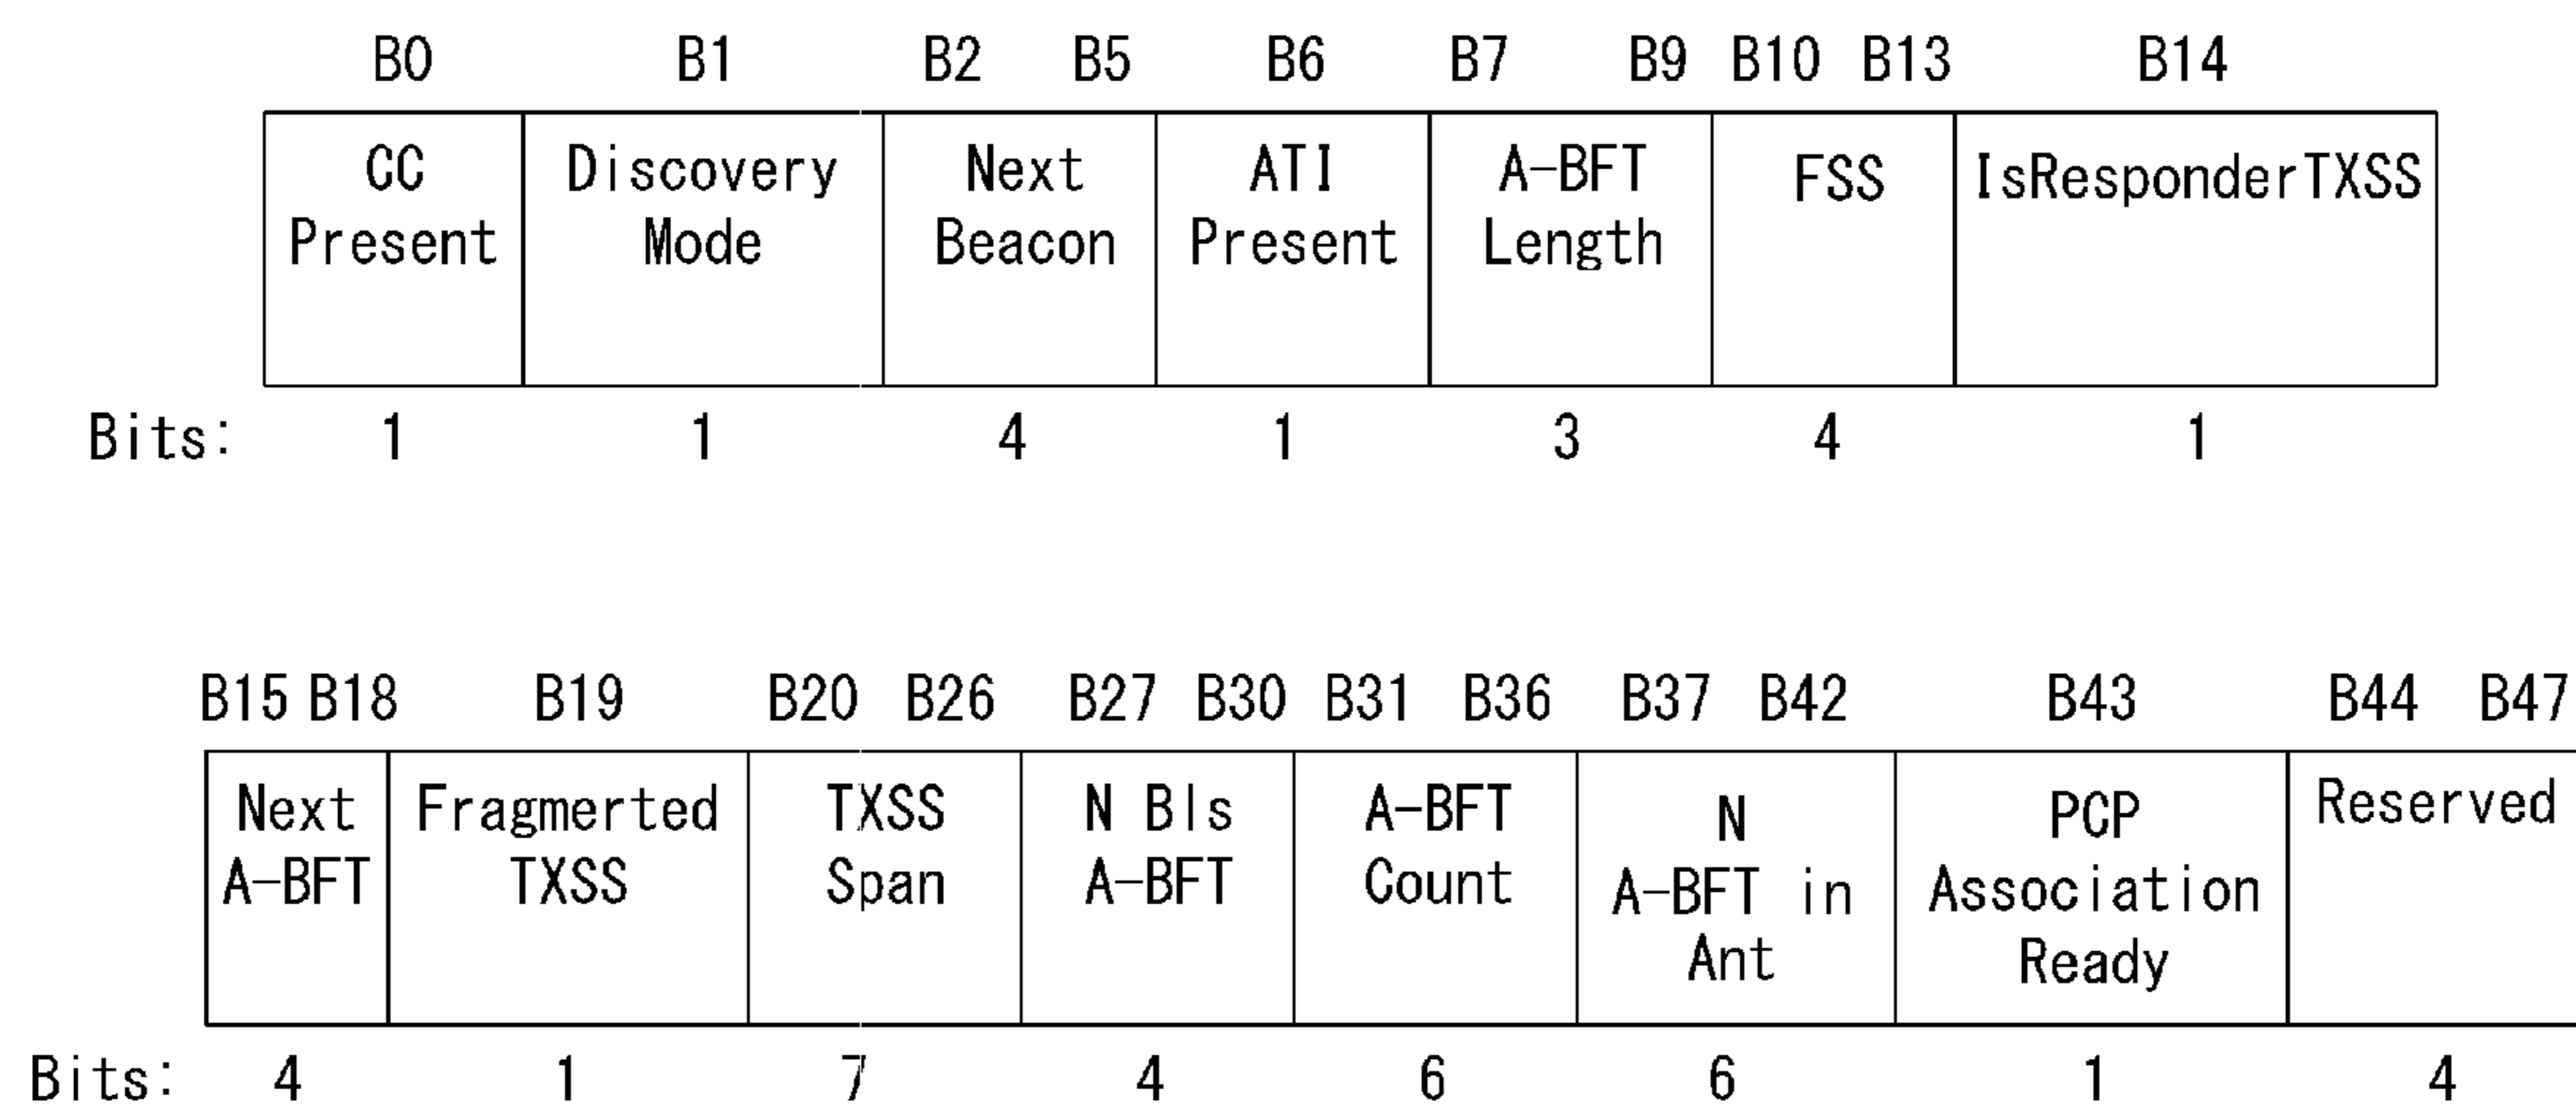 B0 B1 B2 B5 B6 B7 B9 B10 B13 B14
CC Discovery Next ATI A-BFT FSS IsResponderTXSS
Present Mode Beacon Present Length
Bits: 1 1 4 1 3 4 1
B15 B18 B19 B20 B26 B27 B30 B31 B36 B37 B42 B43 B44 B47
Next Fragmerted TXSS N BIs A-BFT N PCP Reserved
A-BFT TXSS Span A-BFT Count A-BFT in Association
Ant Ready
Bits: 4 1 7 4 6 6 1 4